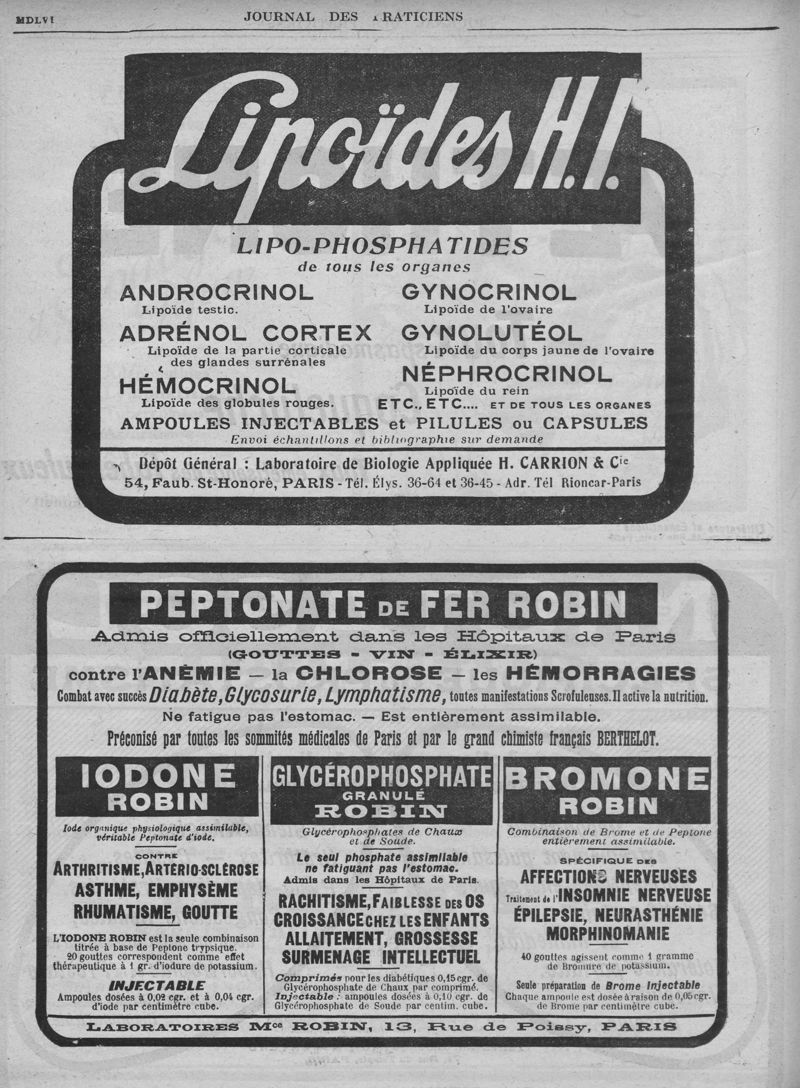 MDLVI
JOURNAL DES PRATICIENS
Lipoïdes H.I.
LIPO-PHOSPHATIDES
de tous les organes
ANDROCRINOL
Lipoïde testic.
ADRÉNOL CORTEX
Lipoïde de la partie corticale
des glandes surrénales
HÉMOCRINOL
Lipoïde des globules rouges.
GYNOCRINOL
Lipoïde de l'ovaire
GYNOLUTÉOL
Lipoïde du corps jaune de l'ovaire
NÉPHROCRINOL
Lipoïde du rein
ETC., ETC.... ET DE TOUS LES ORGANES
AMPOULES INJECTABLES et PILULES ou CAPSULES
Envoi échantillons et bibliographie sur demande
Dépôt Général : Laboratoire de Biologie Appliquée H. CARRION & Cie
54, Faub. St-Honoré, PARIS - Tél. Élys. 36-64 et 36-45 - Adr. Tél Rioncar-Paris
PEPTONATE DE FER ROBIN
Admis officiellement dans les Hôpitaux de Paris
(GOUTTES - VIN - ÉLIXIR)
contre l'ANÉMIE — la CHLOROSE — les HÉMORRAGIES
Combat avec succès Diabète, Glycosurie, Lymphatisme, toutes manifestations Scrofuleuses. Il active la nutrition.
Ne fatigue pas l'estomac. — Est entièrement assimilable.
Préconisé par toutes les sommités médicales de Paris et par le grand chimiste français BERTHELOT.
IODONE
ROBIN
Iode organique physiologique assimilable,
véritable Peptonate d'iode.
CONTRE
ARTHRITISME, ARTÉRIO-SCLÉROSE
ASTHME, EMPHYSÈME
RHUMATISME, GOUTTE
L'IODONE ROBIN est la seule combinaison
titrée à base de Peptone trypsique.
20 gouttes correspondent comme effet
thérapeutique à 1 gr. d'iodure de potassium.
INJECTABLE
Ampoules dosées à 0,02 cgr. et à 0,04 cgr.
d'iode par centimètre cube.
GLYCÉROPHOSPHATE
GRANULÉ
ROBIN
Glycérophosphates de Chaux
et de Soude.
Le seul phosphate assimilable
ne fatiguant pas l'estomac.
Admis dans les Hôpitaux de Paris.
RACHITISME, FAIBLESSE DES OS
CROISSANCE CHEZ LES ENFANTS
ALLAITEMENT, GROSSESSE
SURMENAGE INTELLECTUEL
Comprimés pour les diabétiques 0,15 cgr. de
Glycérophosphate de Chaux par comprimé.
Injectable : ampoules dosées à 0,10 cgr. de
Glycérophosphate de Soude par centim. cube.
BROMONE
ROBIN
Combinaison de Brome et de Peptone
entièrement assimilable.
SPÉCIFIQUE DES
AFFECTIONS NERVEUSES
Traitement de l'INSOMNIE NERVEUSE
ÉPILEPSIE, NEURASTHÉNIE
MORPHINOMANIE
40 gouttes agissent comme 1 gramme
de Bromure de potassium.
Seule préparation de Brome Injectable
Chaque ampoule est dosée à raison de 0,05 cgr.
de Brome par centimètre cube.
LABORATOIRES Mce ROBIN, 13, Rue de Poissy, PARIS